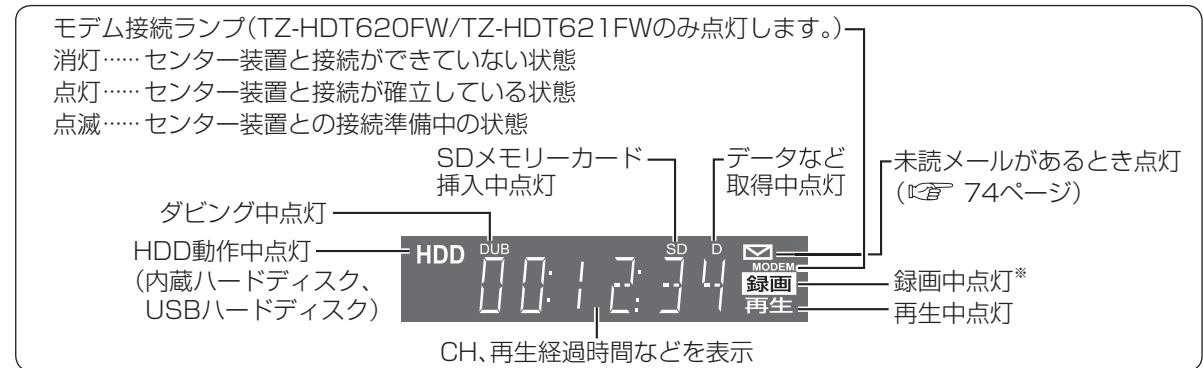 モデム接続ランプ(TZ-HDT620FW/TZ-HDT621FWのみ点灯します。)
消灯…… センター装置と接続ができていない状態
点灯…… センター装置と接続が確立している状態
点滅…… センター装置との接続準備中の状態
SDメモリーカード
挿入中点灯
データなど
取得中点灯
未読メールがあるとき点灯
(☞ 74ページ)
ダビング中点灯
HDD動作中点灯
(内蔵ハードディスク、
USBハードディスク)
HDD DUB SD D
MODEM
00:12:34
録画
再生
録画中点灯※
再生中点灯
CH、再生経過時間などを表示